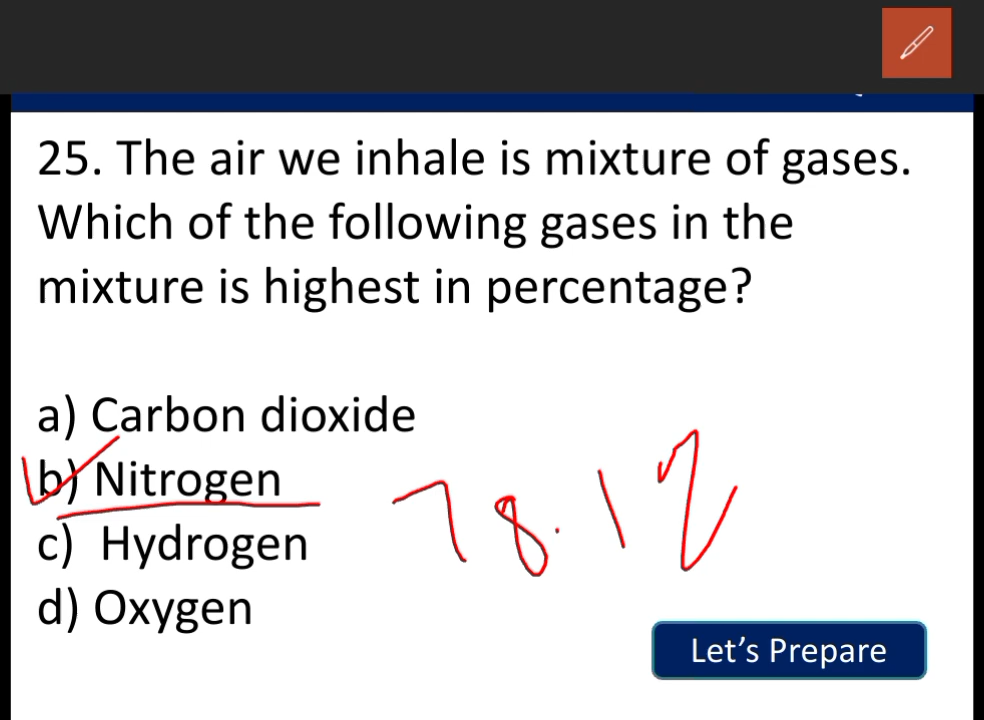 25. The air we inhale is mixture of gases.
Which of the following gases in the
mixture is highest in percentage?
a) Carbon dioxide
b) Nitrogen
c) Hydrogen
d) Oxygen
78.1%
Let's Prepare